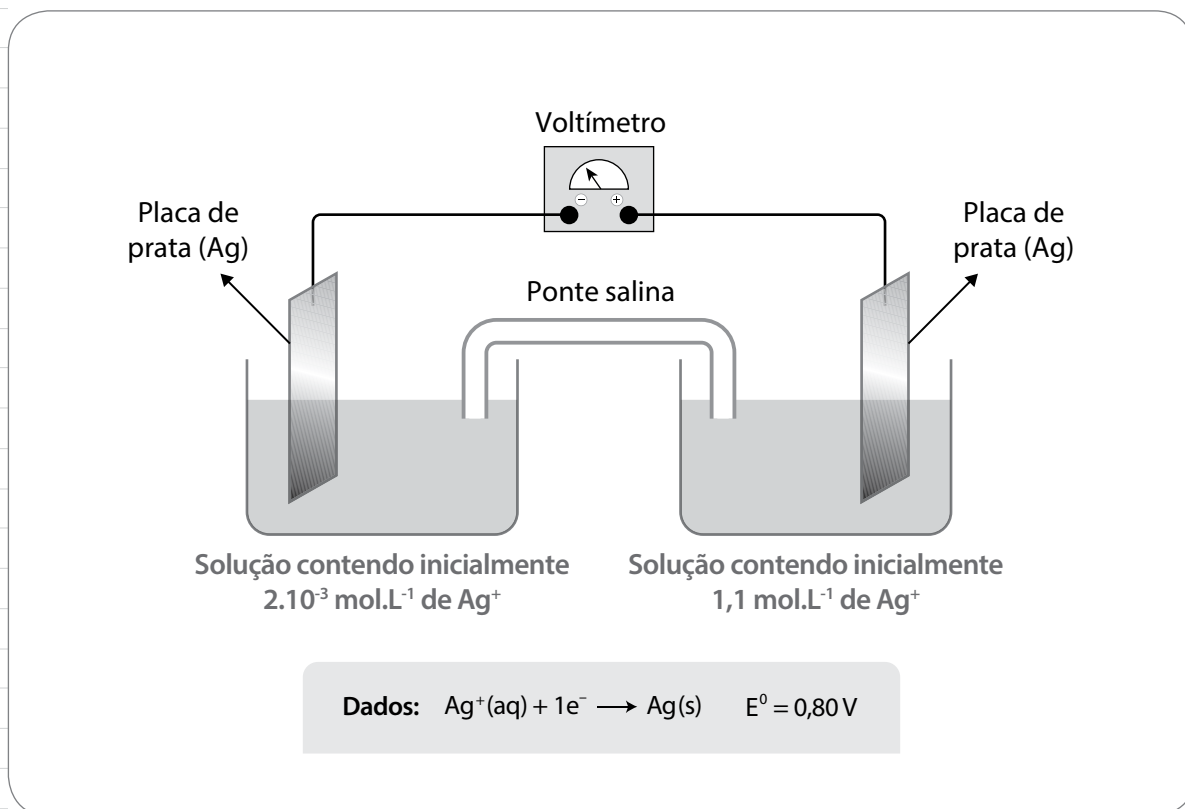 Voltímetro
− +
Placa de
prata (Ag)
Placa de
prata (Ag)
Ponte salina
Solução contendo inicialmente
2.10⁻³ mol.L⁻¹ de Ag⁺
Solução contendo inicialmente
1,1 mol.L⁻¹ de Ag⁺
Dados: Ag⁺(aq) + 1e⁻ ⟶ Ag(s) E⁰ = 0,80 V